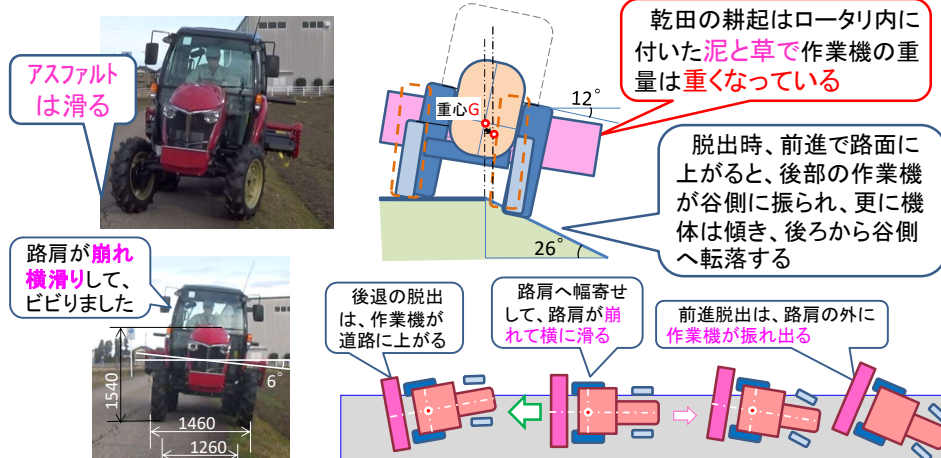 アスファルト
は滑る
路肩が崩れ
横滑りして、
ビビりました
1540
1460
1260
6°
重心G
12°
26°
乾田の耕起はロータリ内に
付いた泥と草で作業機の重
量は重くなっている
脱出時、前進で路面に
上がると、後部の作業機
が谷側に振られ、更に機
体は傾き、後ろから谷側
へ転落する
後退の脱出
は、作業機が
道路に上がる
路肩へ幅寄せ
して、路肩が崩
れて横に滑る
前進脱出は、路肩の外に
作業機が振れ出る